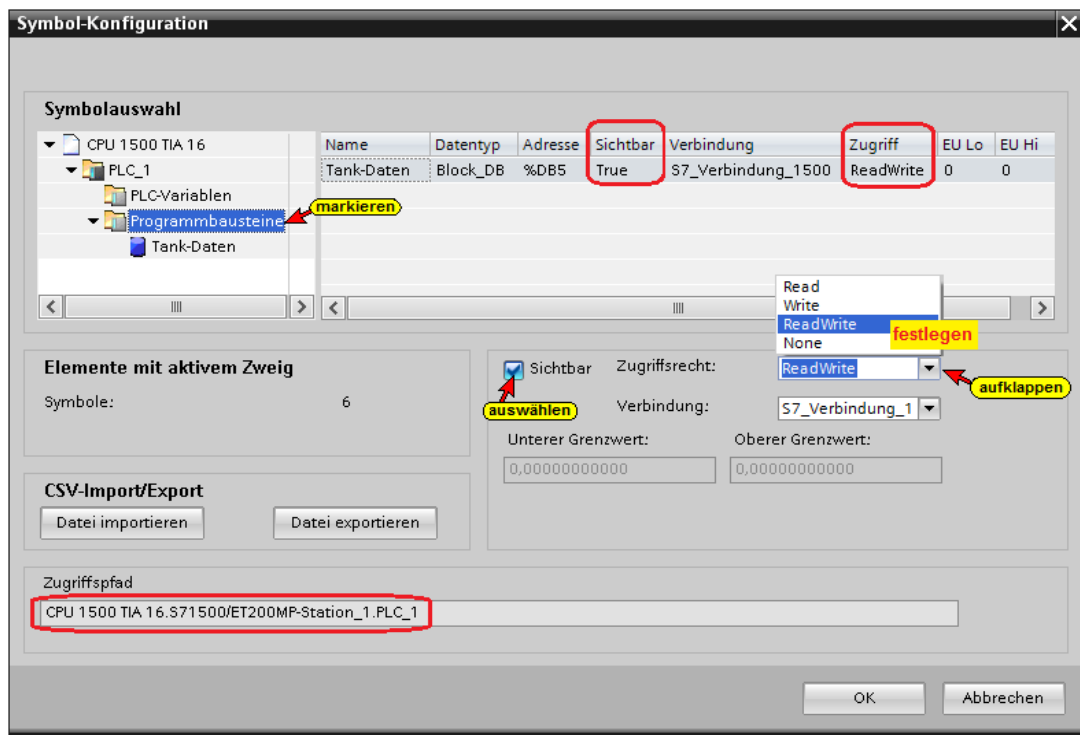 Symbol-Konfiguration
Symbolauswahl
CPU 1500 TIA 16
PLC_1
PLC-Variablen
markieren
Programmbausteine
Tank-Daten
Name Datentyp Adresse Sichtbar Verbindung Zugriff EU Lo EU Hi
Tank-Daten Block_DB %DB5 True S7_Verbindung_1500 ReadWrite 0 0
Read
Write
ReadWrite
None
festlegen
Elemente mit aktivem Zweig
Symbole: 6
Sichtbar Zugriffsrecht: ReadWrite
aufklappen
auswählen
Verbindung: S7_Verbindung_1
Unterer Grenzwert: Oberer Grenzwert:
0,00000000000 0,00000000000
CSV-Import/Export
Datei importieren Datei exportieren
Zugriffspfad
CPU 1500 TIA 16.S71500/ET200MP-Station_1.PLC_1
OK Abbrechen